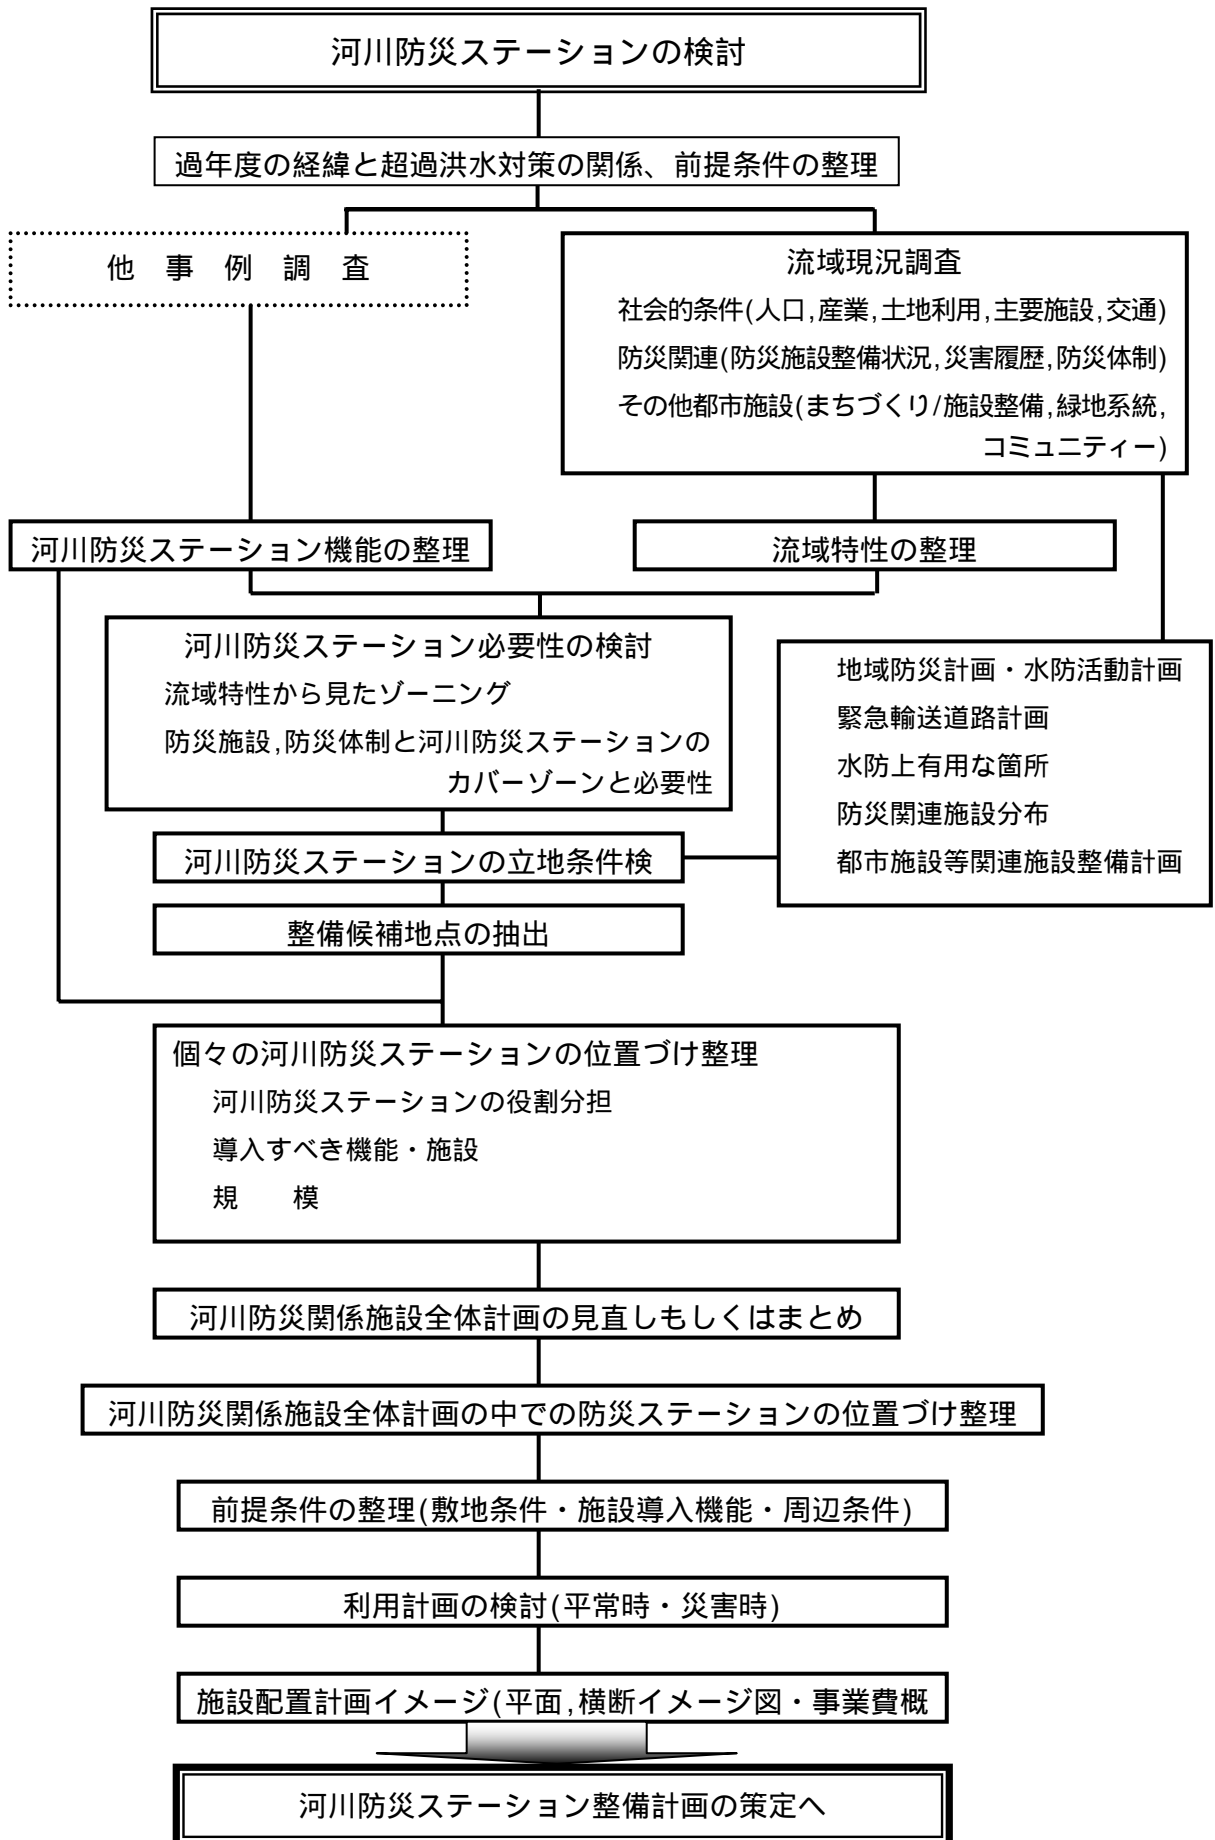 河川防災ステーションの検討
過年度の経緯と超過洪水対策の関係、前提条件の整理
他 事 例 調 査
流域現況調査
社会的条件(人口,産業,土地利用,主要施設,交通)
防災関連(防災施設整備状況,災害履歴,防災体制)
その他都市施設(まちづくり/施設整備,緑地系統,
コミュニティー)
河川防災ステーション機能の整理
流域特性の整理
河川防災ステーション必要性の検討
流域特性から見たゾーニング
防災施設,防災体制と河川防災ステーションの
カバーゾーンと必要性
地域防災計画・水防活動計画
緊急輸送道路計画
水防上有用な箇所
防災関連施設分布
都市施設等関連施設整備計画
河川防災ステーションの立地条件検
整備候補地点の抽出
個々の河川防災ステーションの位置づけ整理
河川防災ステーションの役割分担
導入すべき機能・施設
規 模
河川防災関係施設全体計画の見直しもしくはまとめ
河川防災関係施設全体計画の中での防災ステーションの位置づけ整理
前提条件の整理(敷地条件・施設導入機能・周辺条件)
利用計画の検討(平常時・災害時)
施設配置計画イメージ(平面,横断イメージ図・事業費概
河川防災ステーション整備計画の策定へ